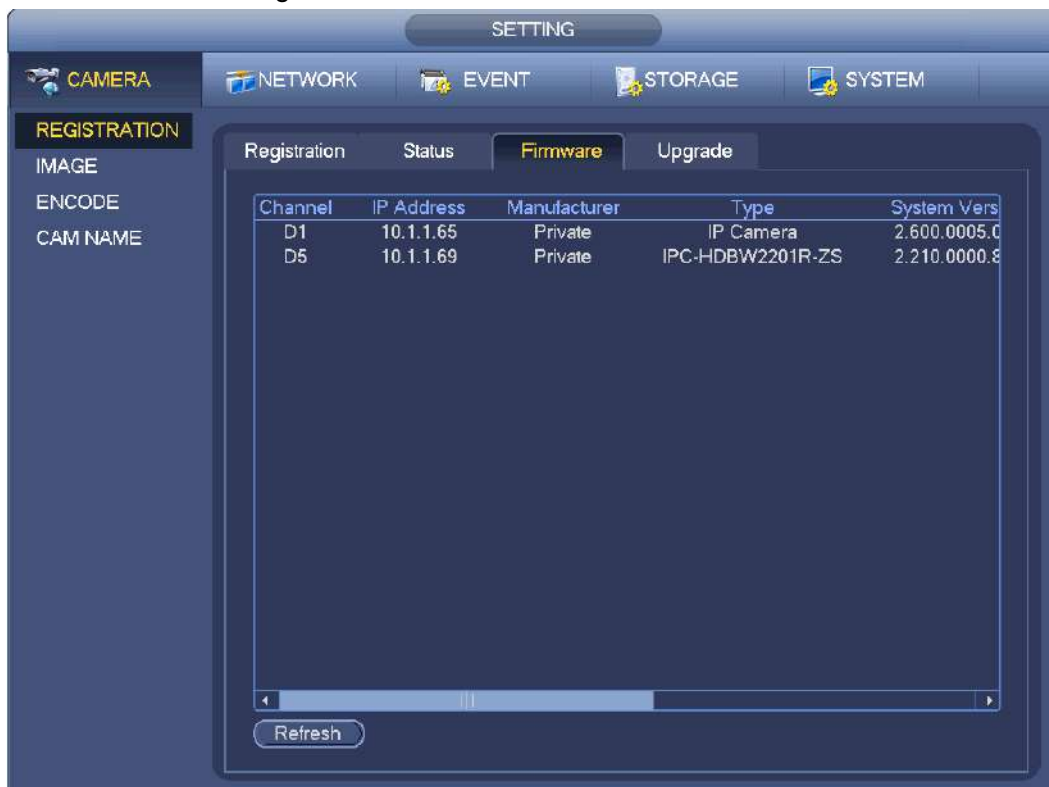 SETTING
CAMERA NETWORK EVENT STORAGE SYSTEM
REGISTRATION
IMAGE
ENCODE
CAM NAME
Registration Status Firmware Upgrade
Channel IP Address Manufacturer Type System Vers
D1 10.1.1.65 Private IP Camera 2.600.0005.0
D5 10.1.1.69 Private IPC-HDBW2201R-ZS 2.210.0000.8
Refresh